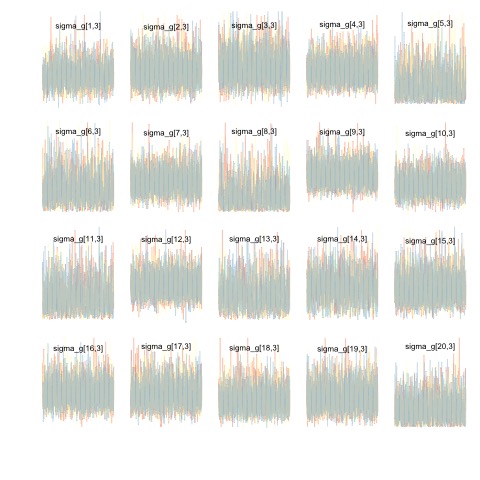 sigma_g[1,3]
sigma_g[2,3]
sigma_g[3,3]
sigma_g[4,3]
sigma_g[5,3]
sigma_g[6,3]
sigma_g[7,3]
sigma_g[8,3]
sigma_g[9,3]
sigma_g[10,3]
sigma_g[11,3]
sigma_g[12,3]
sigma_g[13,3]
sigma_g[14,3]
sigma_g[15,3]
sigma_g[16,3]
sigma_g[17,3]
sigma_g[18,3]
sigma_g[19,3]
sigma_g[20,3]